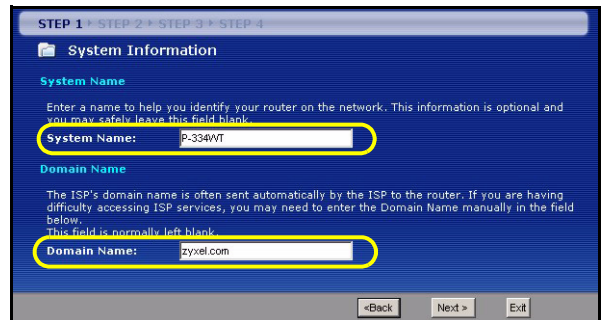 STEP 1 ▸ STEP 2 ▸ STEP 3 ▸ STEP 4
System Information
System Name
Enter a name to help you identify your router on the network. This information is optional and
you may safely leave this field blank.
System Name: P-334WT
Domain Name
The ISP's domain name is often sent automatically by the ISP to the router. If you are having
difficulty accessing ISP services, you may need to enter the Domain Name manually in the field
below.
This field is normally left blank.
Domain Name: zyxel.com
<Back Next > Exit